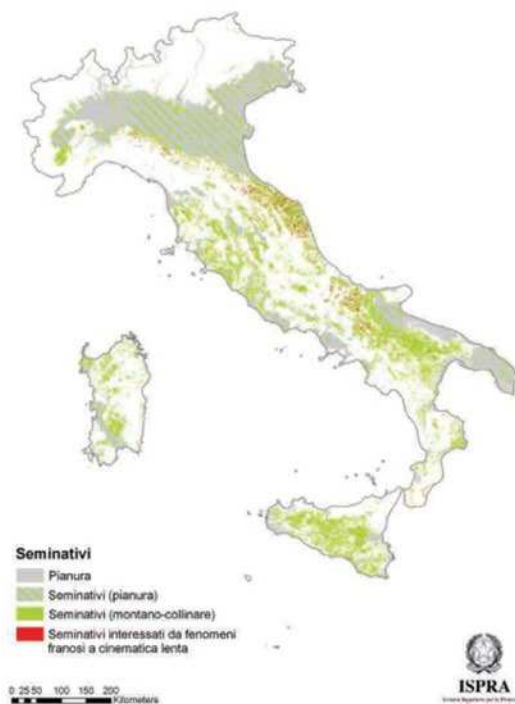 Seminativi
Pianura
Seminativi (pianura)
Seminativi (montano-collinare)
Seminativi interessati da fenomeni
franosi a cinematica lenta
0 25 50 100 150 200
Kilometers
ISPRA